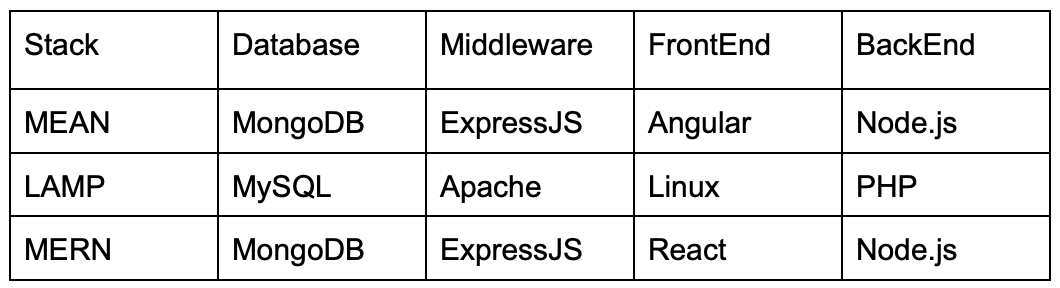 Stack Database Middleware FrontEnd BackEnd
MEAN MongoDB ExpressJS Angular Node.js
LAMP MySQL Apache Linux PHP
MERN MongoDB ExpressJS React Node.js